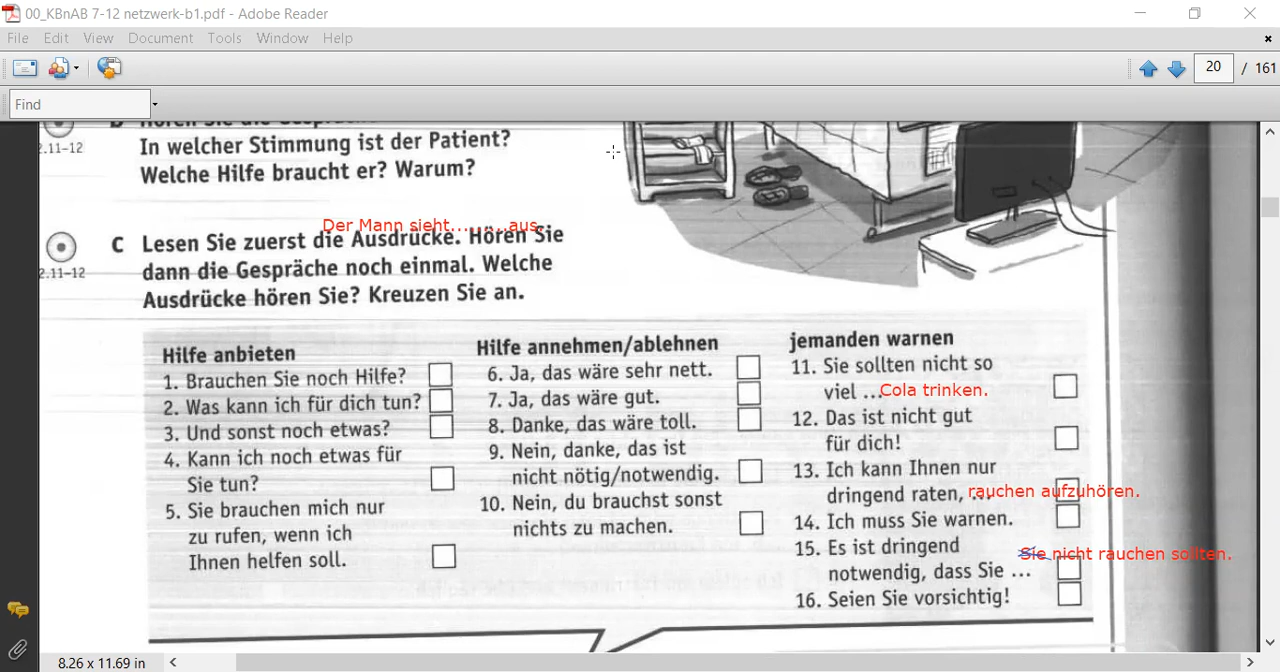 00_KBnAB 7-12 netzwerk-b1.pdf - Adobe Reader
File Edit View Document Tools Window Help
20 / 161
Find
2.11-12
In welcher Stimmung ist der Patient?
Welche Hilfe braucht er? Warum?
Der Mann sieht..........aus.
C Lesen Sie zuerst die Ausdrücke. Hören Sie
2.11-12
dann die Gespräche noch einmal. Welche
Ausdrücke hören Sie? Kreuzen Sie an.
Hilfe anbieten
1. Brauchen Sie noch Hilfe?
2. Was kann ich für dich tun?
3. Und sonst noch etwas?
4. Kann ich noch etwas für
Sie tun?
5. Sie brauchen mich nur
zu rufen, wenn ich
Ihnen helfen soll.
Hilfe annehmen/ablehnen
6. Ja, das wäre sehr nett.
7. Ja, das wäre gut.
8. Danke, das wäre toll.
9. Nein, danke, das ist
nicht nötig/notwendig.
10. Nein, du brauchst sonst
nichts zu machen.
jemanden warnen
11. Sie sollten nicht so
viel ... Cola trinken.
12. Das ist nicht gut
für dich!
13. Ich kann Ihnen nur
dringend raten, ... rauchen aufzuhören.
14. Ich muss Sie warnen.
15. Es ist dringend
Sie nicht rauchen sollten.
notwendig, dass Sie ...
16. Seien Sie vorsichtig!
8.26 x 11.69 in